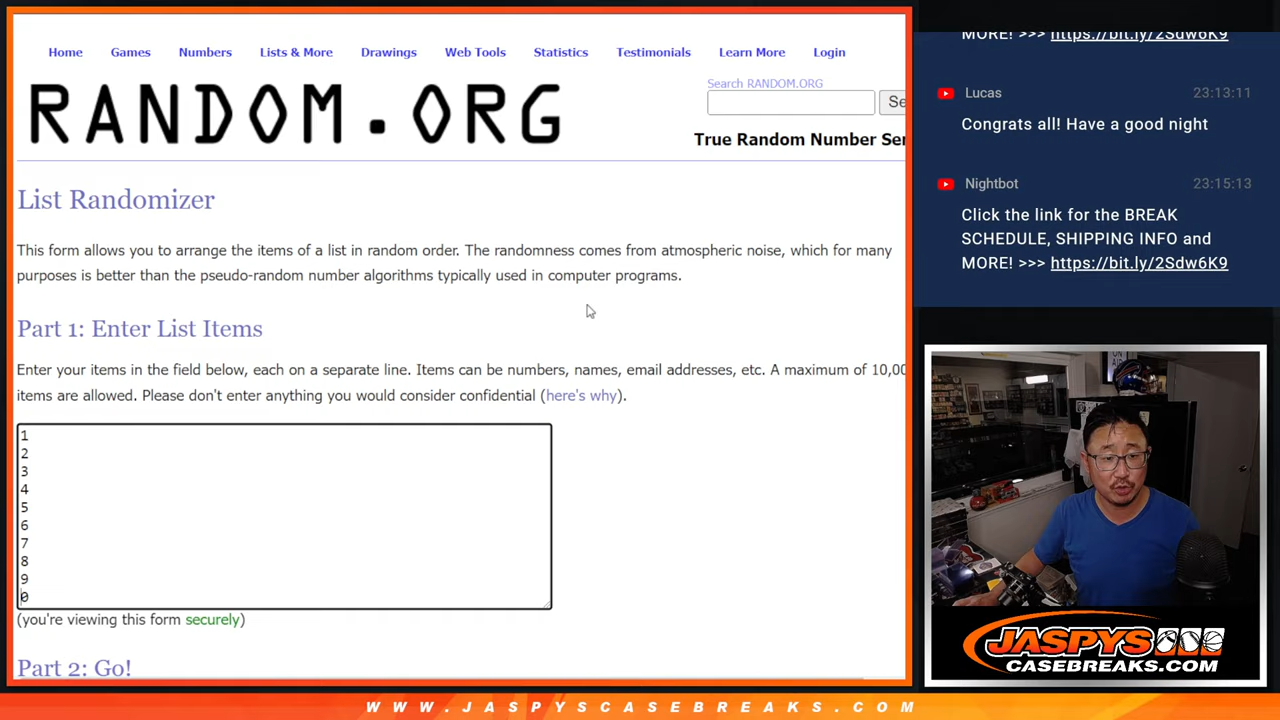 Home Games Numbers Lists & More Drawings Web Tools Statistics Testimonials Learn More Login
RANDOM.ORG
Search RANDOM.ORG
Se
True Random Number Ser
List Randomizer
This form allows you to arrange the items of a list in random order. The randomness comes from atmospheric noise, which for many
purposes is better than the pseudo-random number algorithms typically used in computer programs.
Part 1: Enter List Items
Enter your items in the field below, each on a separate line. Items can be numbers, names, email addresses, etc. A maximum of 10,00
items are allowed. Please don't enter anything you would consider confidential (here's why).
1
2
3
4
5
6
7
8
9
0
(you're viewing this form securely)
Part 2: Go!
MORE! >>> https://bit.ly/2Sdw6K9
Lucas 23:13:11
Congrats all! Have a good night
Nightbot 23:15:13
Click the link for the BREAK
SCHEDULE, SHIPPING INFO and
MORE! >>> https://bit.ly/2Sdw6K9
JASPYS
CASEBREAKS.COM
WWW.JASPYSCASEBREAKS.COM